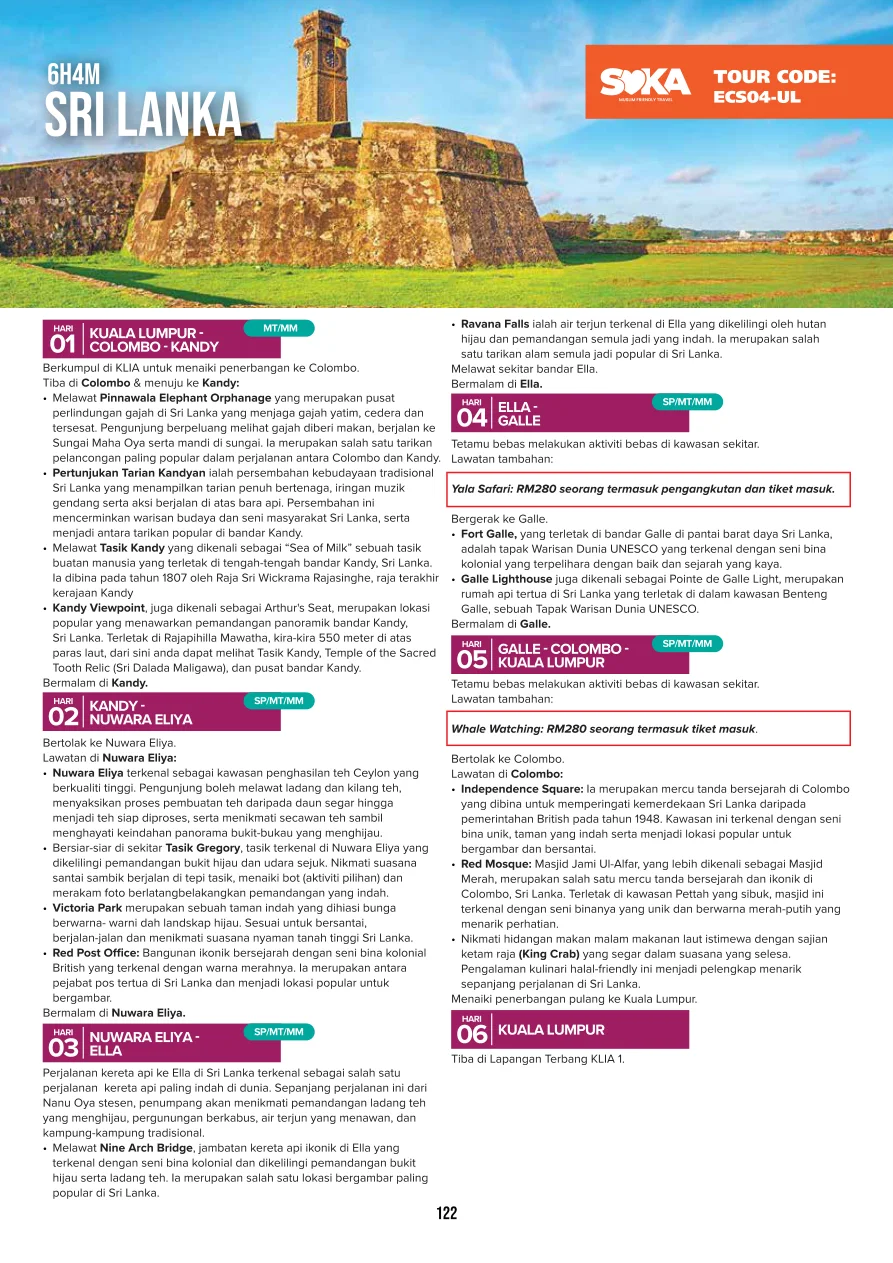 6H4M
SRI LANKA
SOKA
MUSLIM FRIENDLY TRAVEL
TOUR CODE:
ECS04-UL
HARI
01
KUALA LUMPUR -
COLOMBO - KANDY
MT/MM
Berkumpul di KLIA untuk menaiki penerbangan ke Colombo.
Tiba di Colombo & menuju ke Kandy:
• Melawat Pinnawala Elephant Orphanage yang merupakan pusat
perlindungan gajah di Sri Lanka yang menjaga gajah yatim, cedera dan
tersesat. Pengunjung berpeluang melihat gajah diberi makan, berjalan ke
Sungai Maha Oya serta mandi di sungai. Ia merupakan salah satu tarikan
pelancongan paling popular dalam perjalanan antara Colombo dan Kandy.
• Pertunjukan Tarian Kandyan ialah persembahan kebudayaan tradisional
Sri Lanka yang menampilkan tarian penuh bertenaga, iringan muzik
gendang serta aksi berjalan di atas bara api. Persembahan ini
mencerminkan warisan budaya dan seni masyarakat Sri Lanka, serta
menjadi antara tarikan popular di bandar Kandy.
• Melawat Tasik Kandy yang dikenali sebagai “Sea of Milk” sebuah tasik
buatan manusia yang terletak di tengah-tengah bandar Kandy, Sri Lanka.
Ia dibina pada tahun 1807 oleh Raja Sri Wickrama Rajasinghe, raja terakhir
kerajaan Kandy
• Kandy Viewpoint, juga dikenali sebagai Arthur's Seat, merupakan lokasi
popular yang menawarkan pemandangan panoramik bandar Kandy,
Sri Lanka. Terletak di Rajapihilla Mawatha, kira-kira 550 meter di atas
paras laut, dari sini anda dapat melihat Tasik Kandy, Temple of the Sacred
Tooth Relic (Sri Dalada Maligawa), dan pusat bandar Kandy.
Bermalam di Kandy.
HARI
02
KANDY -
NUWARA ELIYA
SP/MT/MM
Bertolak ke Nuwara Eliya.
Lawatan di Nuwara Eliya:
• Nuwara Eliya terkenal sebagai kawasan penghasilan teh Ceylon yang
berkualiti tinggi. Pengunjung boleh melawat ladang dan kilang teh,
menyaksikan proses pembuatan teh daripada daun segar hingga
menjadi teh siap diproses, serta menikmati secawan teh sambil
menghayati keindahan panorama bukit-bukau yang menghijau.
• Bersiar-siar di sekitar Tasik Gregory, tasik terkenal di Nuwara Eliya yang
dikelilingi pemandangan bukit hijau dan udara sejuk. Nikmati suasana
santai sambik berjalan di tepi tasik, menaiki bot (aktiviti pilihan) dan
merakam foto berlatangbelakangkan pemandangan yang indah.
• Victoria Park merupakan sebuah taman indah yang dihiasi bunga
berwarna- warni dah landskap hijau. Sesuai untuk bersantai,
berjalan-jalan dan menikmati suasana nyaman tanah tinggi Sri Lanka.
• Red Post Office: Bangunan ikonik bersejarah dengan seni bina kolonial
British yang terkenal dengan warna merahnya. Ia merupakan antara
pejabat pos tertua di Sri Lanka dan menjadi lokasi popular untuk
bergambar.
Bermalam di Nuwara Eliya.
HARI
03
NUWARA ELIYA -
ELLA
SP/MT/MM
Perjalanan kereta api ke Ella di Sri Lanka terkenal sebagai salah satu
perjalanan kereta api paling indah di dunia. Sepanjang perjalanan ini dari
Nanu Oya stesen, penumpang akan menikmati pemandangan ladang teh
yang menghijau, pergunungan berkabus, air terjun yang menawan, dan
kampung-kampung tradisional.
• Melawat Nine Arch Bridge, jambatan kereta api ikonik di Ella yang
terkenal dengan seni bina kolonial dan dikelilingi pemandangan bukit
hijau serta ladang teh. Ia merupakan salah satu lokasi bergambar paling
popular di Sri Lanka.
• Ravana Falls ialah air terjun terkenal di Ella yang dikelilingi oleh hutan
hijau dan pemandangan semula jadi yang indah. Ia merupakan salah
satu tarikan alam semula jadi popular di Sri Lanka.
Melawat sekitar bandar Ella.
Bermalam di Ella.
HARI
04
ELLA -
GALLE
SP/MT/MM
Tetamu bebas melakukan aktiviti bebas di kawasan sekitar.
Lawatan tambahan:
Yala Safari: RM280 seorang termasuk pengangkutan dan tiket masuk.
Bergerak ke Galle.
• Fort Galle, yang terletak di bandar Galle di pantai barat daya Sri Lanka,
adalah tapak Warisan Dunia UNESCO yang terkenal dengan seni bina
kolonial yang terpelihara dengan baik dan sejarah yang kaya.
• Galle Lighthouse juga dikenali sebagai Pointe de Galle Light, merupakan
rumah api tertua di Sri Lanka yang terletak di dalam kawasan Benteng
Galle, sebuah Tapak Warisan Dunia UNESCO.
Bermalam di Galle.
HARI
05
GALLE - COLOMBO -
KUALA LUMPUR
SP/MT/MM
Tetamu bebas melakukan aktiviti bebas di kawasan sekitar.
Lawatan tambahan:
Whale Watching: RM280 seorang termasuk tiket masuk.
Bertolak ke Colombo.
Lawatan di Colombo:
• Independence Square: Ia merupakan mercu tanda bersejarah di Colombo
yang dibina untuk memperingati kemerdekaan Sri Lanka daripada
pemerintahan British pada tahun 1948. Kawasan ini terkenal dengan seni
bina unik, taman yang indah serta menjadi lokasi popular untuk
bergambar dan bersantai.
• Red Mosque: Masjid Jami Ul-Alfar, yang lebih dikenali sebagai Masjid
Merah, merupakan salah satu mercu tanda bersejarah dan ikonik di
Colombo, Sri Lanka. Terletak di kawasan Pettah yang sibuk, masjid ini
terkenal dengan seni binanya yang unik dan berwarna merah-putih yang
menarik perhatian.
• Nikmati hidangan makan malam makanan laut istimewa dengan sajian
ketam raja (King Crab) yang segar dalam suasana yang selesa.
Pengalaman kulinari halal-friendly ini menjadi pelengkap menarik
sepanjang perjalanan di Sri Lanka.
Menaiki penerbangan pulang ke Kuala Lumpur.
HARI
06
KUALA LUMPUR
Tiba di Lapangan Terbang KLIA 1.
122